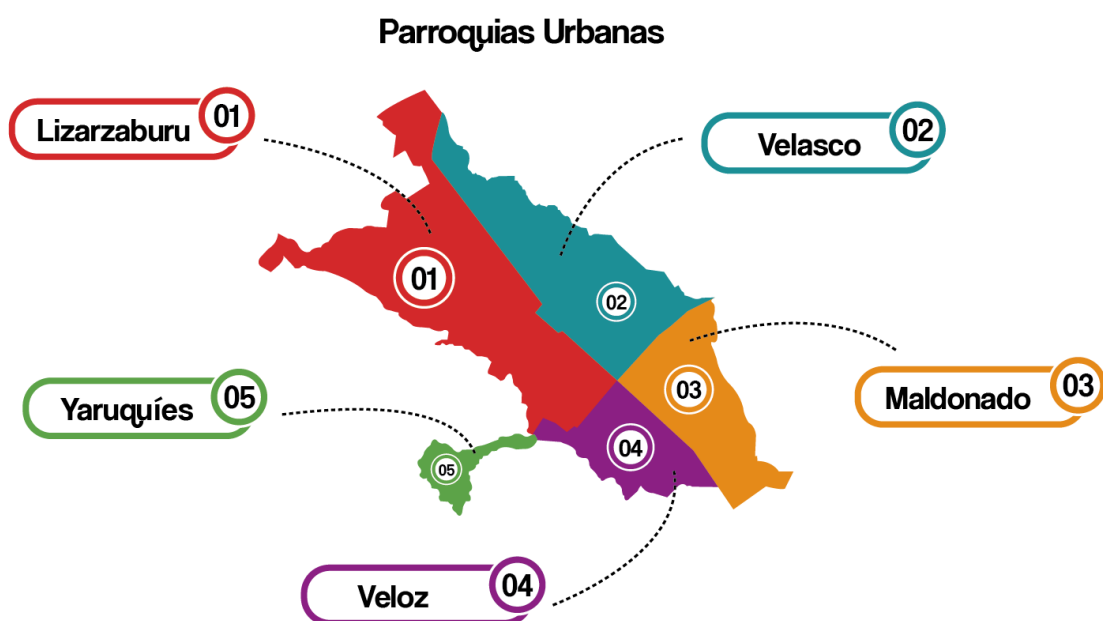 Parroquias Urbanas
Lizarzaburu 01
Velasco 02
01
02
Yaruquíes 05
03
Maldonado 03
04
05
Veloz 04